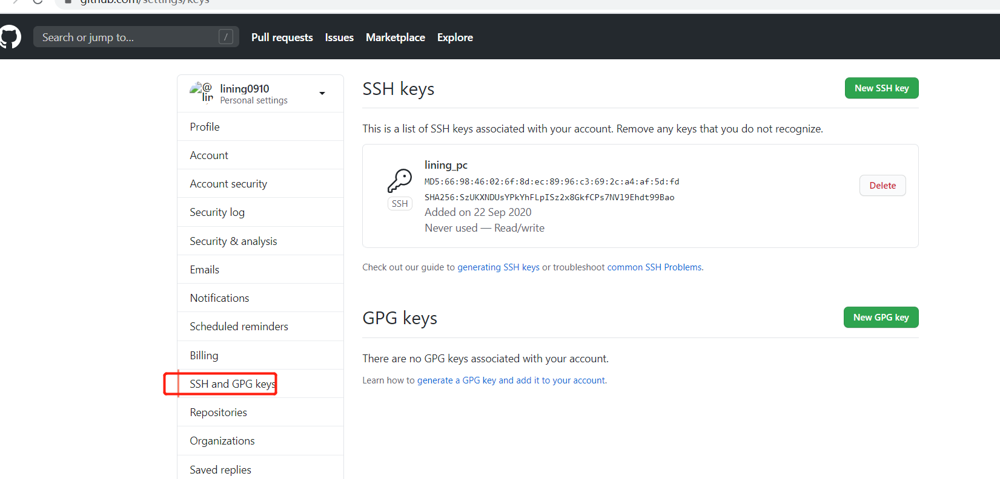 github.com/settings/keys
Search or jump to... /
Pull requests Issues Marketplace Explore
@
lin
lining0910
Personal settings
Profile
Account
Account security
Security log
Security & analysis
Emails
Notifications
Scheduled reminders
Billing
SSH and GPG keys
Repositories
Organizations
Saved replies
SSH keys
New SSH key
This is a list of SSH keys associated with your account. Remove any keys that you do not recognize.
SSH
lining_pc
MD5:66:98:46:02:6f:8d:ec:89:96:c3:69:2c:a4:af:5d:fd
SHA256:SzUKXNDUsYPkYhFLpISz2x8GkfCPs7NVl9Ehdt99Bao
Added on 22 Sep 2020
Never used — Read/write
Delete
Check out our guide to generating SSH keys or troubleshoot common SSH Problems.
GPG keys
New GPG key
There are no GPG keys associated with your account.
Learn how to generate a GPG key and add it to your account.